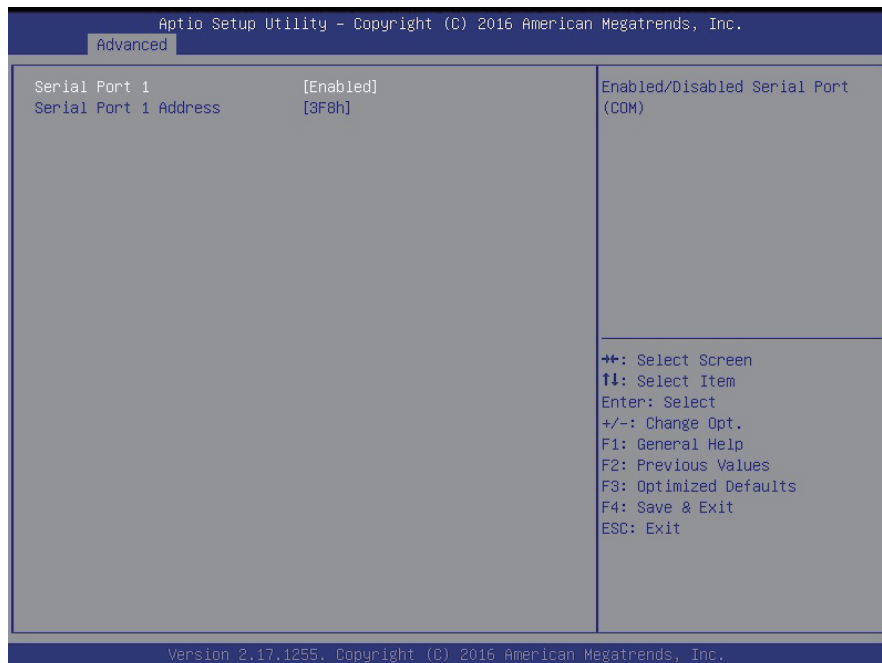 Aptio Setup Utility – Copyright (C) 2016 American Megatrends, Inc.
Advanced
Serial Port 1 [Enabled]
Serial Port 1 Address [3F8h]
Enabled/Disabled Serial Port
(COM)
→←: Select Screen
↑↓: Select Item
Enter: Select
+/-: Change Opt.
F1: General Help
F2: Previous Values
F3: Optimized Defaults
F4: Save & Exit
ESC: Exit
Version 2.17.1255. Copyright (C) 2016 American Megatrends, Inc.